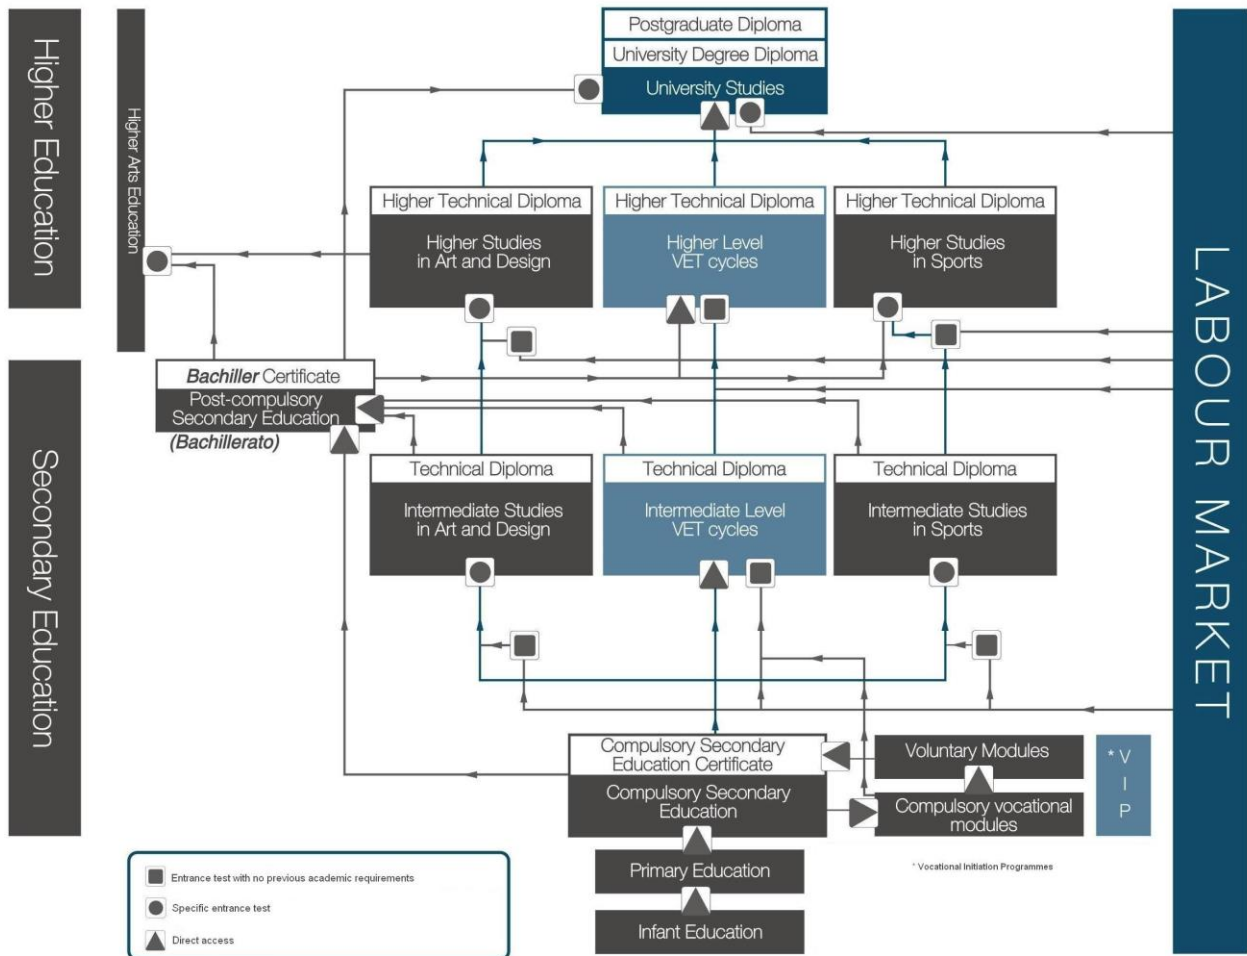 Higher Education
Higher Arts Education
Postgraduate Diploma
University Degree Diploma
University Studies
Higher Technical Diploma
Higher Studies
in Art and Design
Higher Technical Diploma
Higher Level
VET cycles
Higher Technical Diploma
Higher Studies
in Sports
Bachiller Certificate
Post-compulsory
Secondary Education
(Bachillerato)
Secondary Education
Technical Diploma
Intermediate Studies
in Art and Design
Technical Diploma
Intermediate Level
VET cycles
Technical Diploma
Intermediate Studies
in Sports
Compulsory Secondary
Education Certificate
Compulsory Secondary
Education
Voluntary Modules
Compulsory vocational
modules
* V
I
P
Primary Education
Infant Education
* Vocational Initiation Programmes
LABOUR MARKET
Entrance test with no previous academic requirements
Specific entrance test
Direct access